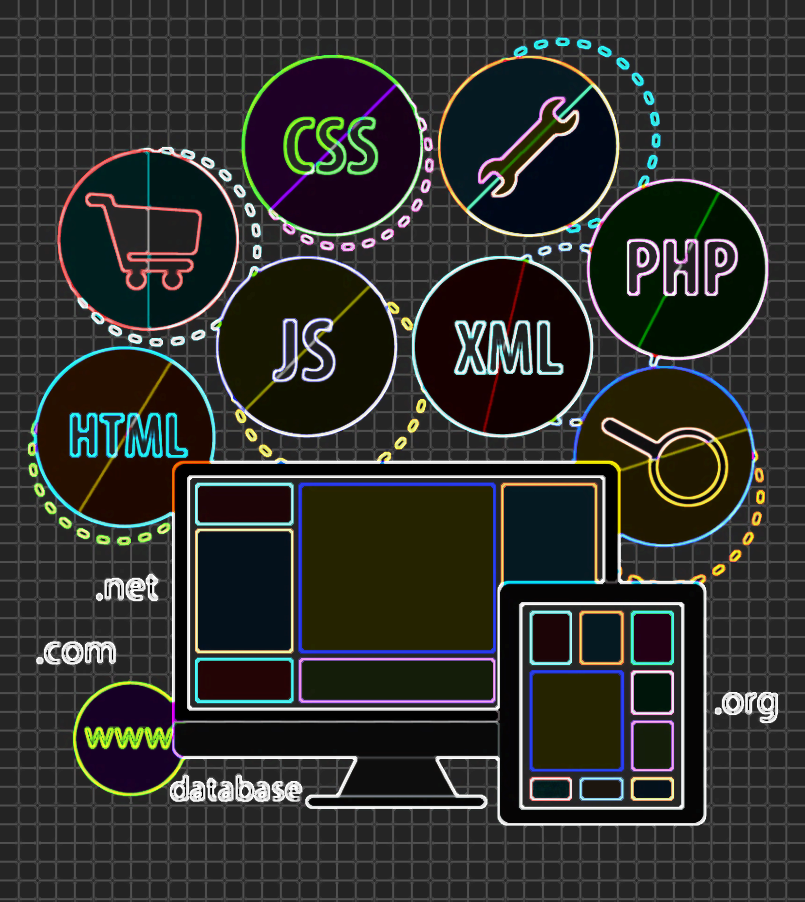 CSS
PHP
JS
XML
HTML
.net
.com
.org
www
database